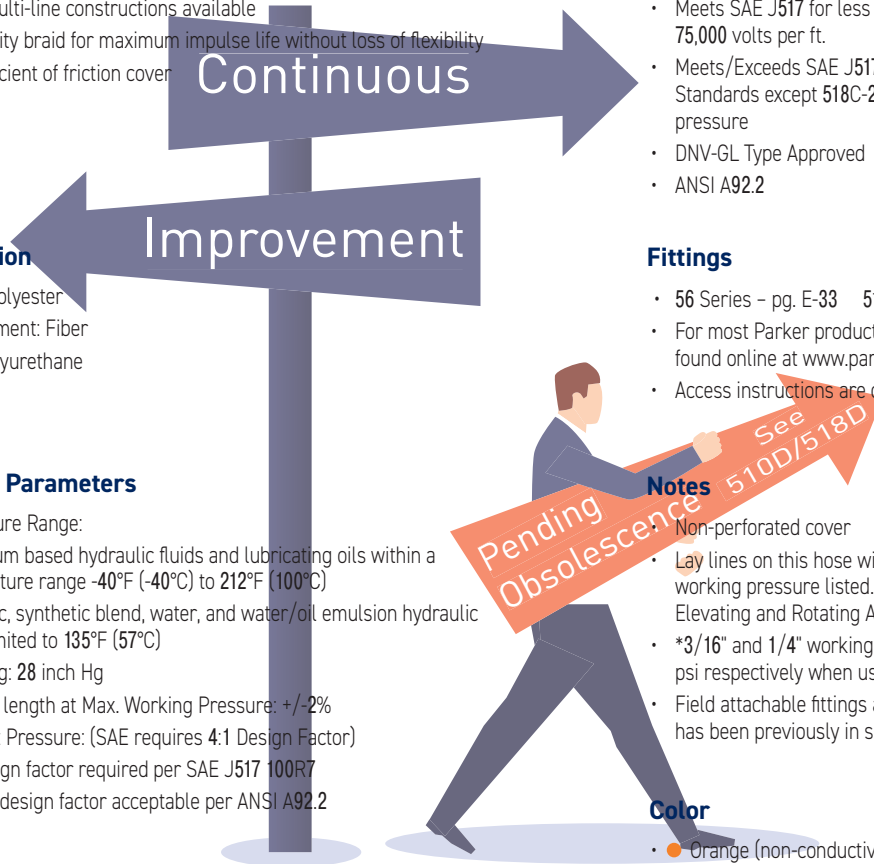 ulti-line constructions available
ity braid for maximum impulse life without loss of flexibility
cient of friction cover
Continuous
Improvement
ion
olyester
ment: Fiber
yurethane
Parameters
ure Range:
um based hydraulic fluids and lubricating oils within a
ture range -40°F (-40°C) to 212°F (100°C)
c, synthetic blend, water, and water/oil emulsion hydraulic
mited to 135°F (57°C)
g: 28 inch Hg
length at Max. Working Pressure: +/-2%
Pressure: (SAE requires 4:1 Design Factor)
gn factor required per SAE J517 100R7
design factor acceptable per ANSI A92.2
• Meets SAE J517 for less
75,000 volts per ft.
• Meets/Exceeds SAE J517
Standards except 518C-2
pressure
• DNV-GL Type Approved
• ANSI A92.2
Fittings
• 56 Series – pg. E-33 51
• For most Parker product
found online at www.par
• Access instructions are
See
510D/518D
Pending
Obsolescence
Notes
• Non-perforated cover
• Lay lines on this hose wi
working pressure listed.
Elevating and Rotating A
• *3/16" and 1/4" working
psi respectively when us
• Field attachable fittings a
has been previously in s
Color
• Orange (non-conductiv